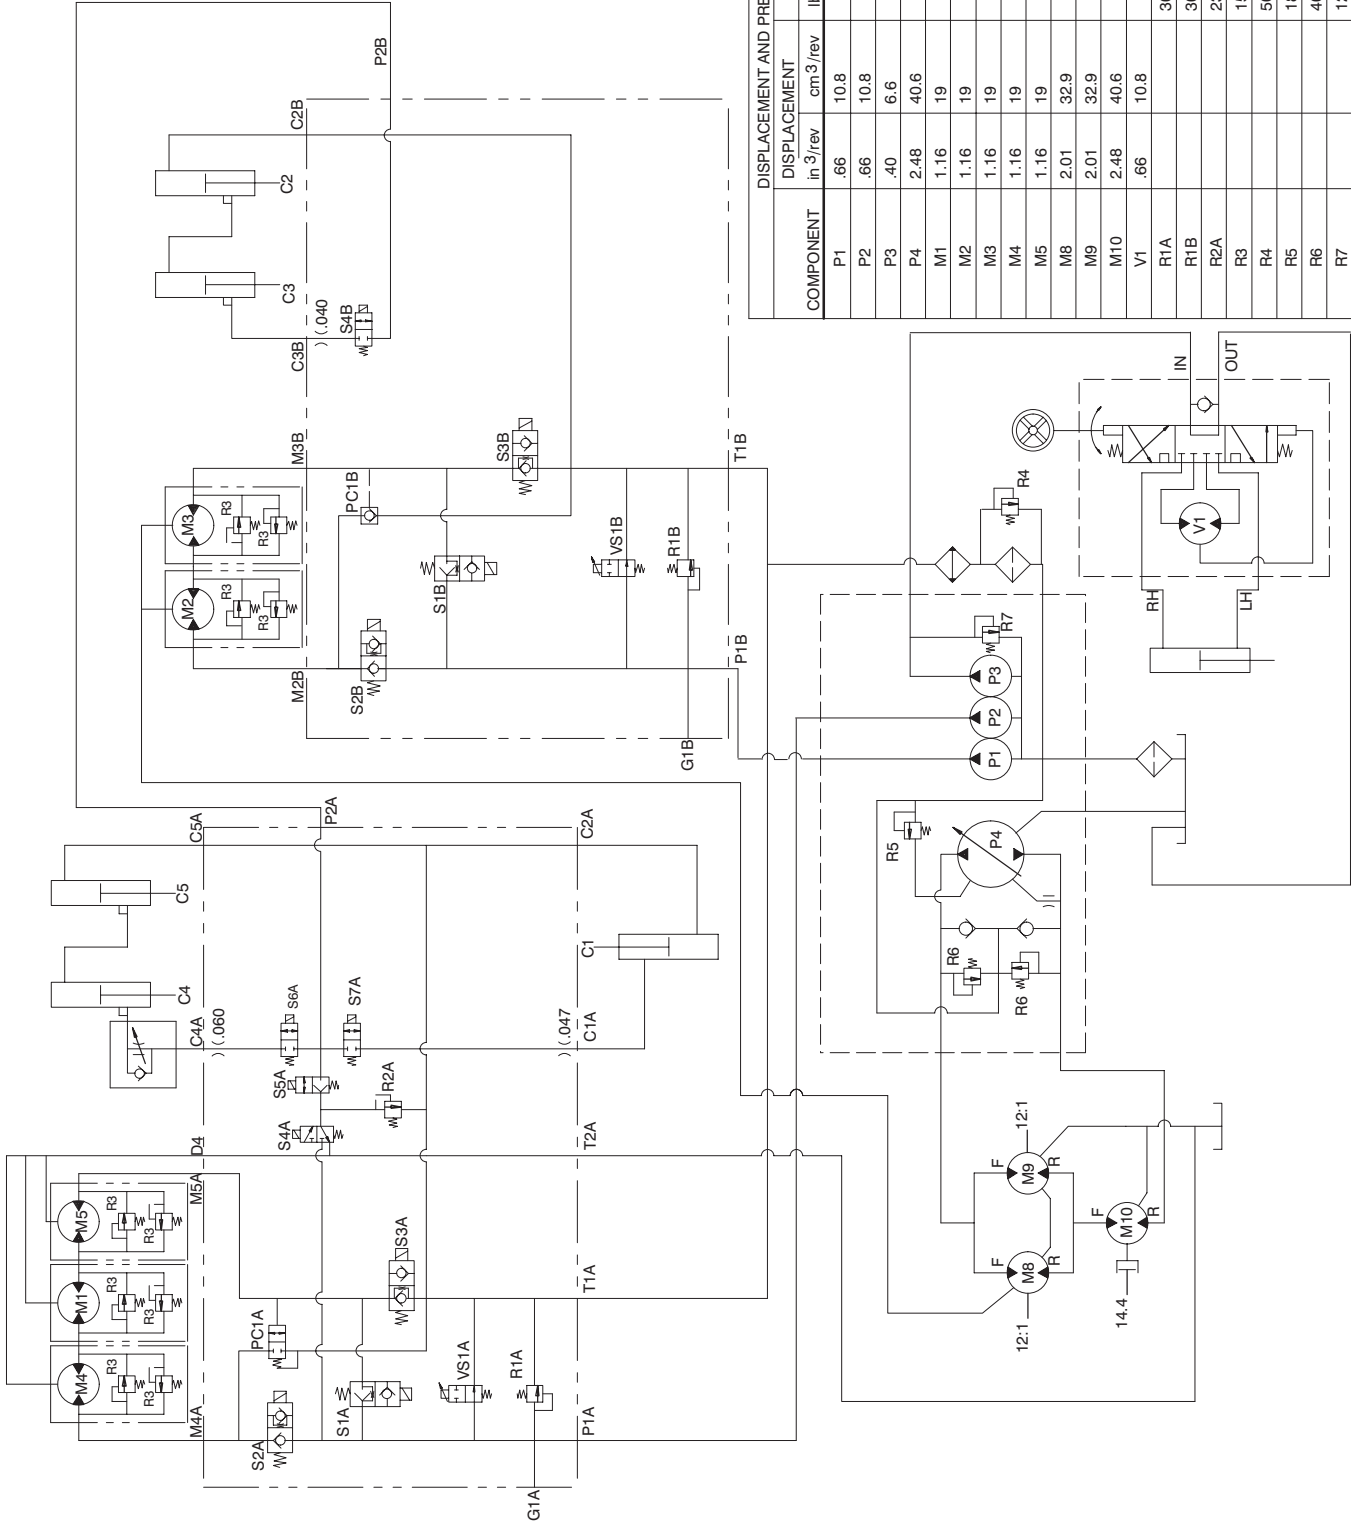 P2B
C2B
C2
C3
C3B
(.040
S4B
M3B
M3
R3
R3
M2
R3
R3
M2B
PC1B
S3B
S1B
S2B
VS1B
R1B
T1B
P1B
G1B
P2A
C5A
C5
C4
C4A
(.060
S6A
S7A
S5A
R2A
S4A
C2A
C1
(.047
C1A
D4
T2A
M5A
M5
R3
R3
M1
R3
R3
M4
R3
R3
M4A
PC1A
S3A
S2A
S1A
VS1A
R1A
T1A
P1A
G1A
DISPLACEMENT AND PRE
DISPLACEMENT
COMPONENT in 3/rev cm 3/rev
P1 .66 10.8
P2 .66 10.8
P3 .40 6.6
P4 2.48 40.6
M1 1.16 19
M2 1.16 19
M3 1.16 19
M4 1.16 19
M5 1.16 19
M8 2.01 32.9
M9 2.01 32.9
M10 2.48 40.6
V1 .66 10.8
R1A
R1B
R2A
R3
R4
R5
R6
R7
IN
OUT
V1
RH
LH
R4
R7
P3
P2
P1
R5
P4
R6
R6
F
M9
R
12:1
F
M8
R
12:1
F
M10
R
14.4